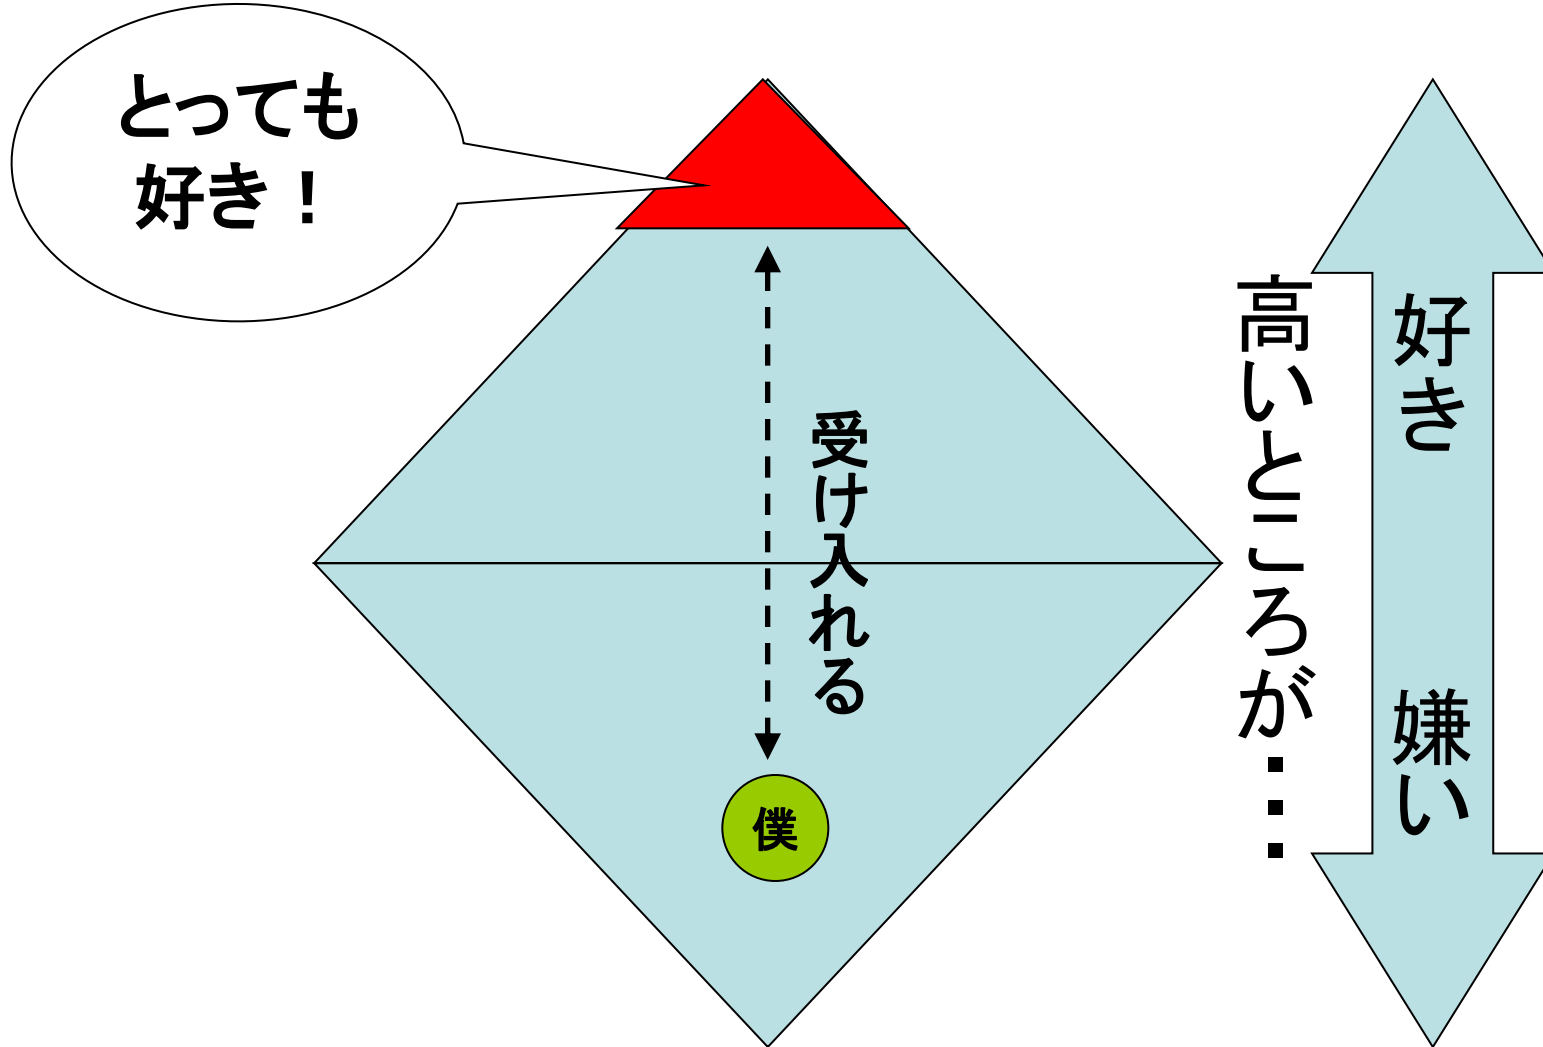 とっても
好き！
受け入れる
僕
高いところが・・・
好き
嫌い